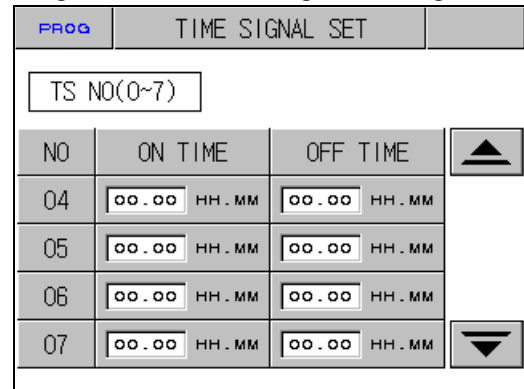 PROG TIME SIGNAL SET
TS NO(0~7)
NO ON TIME OFF TIME
04 00.00 HH.MM 00.00 HH.MM
05 00.00 HH.MM 00.00 HH.MM
06 00.00 HH.MM 00.00 HH.MM
07 00.00 HH.MM 00.00 HH.MM